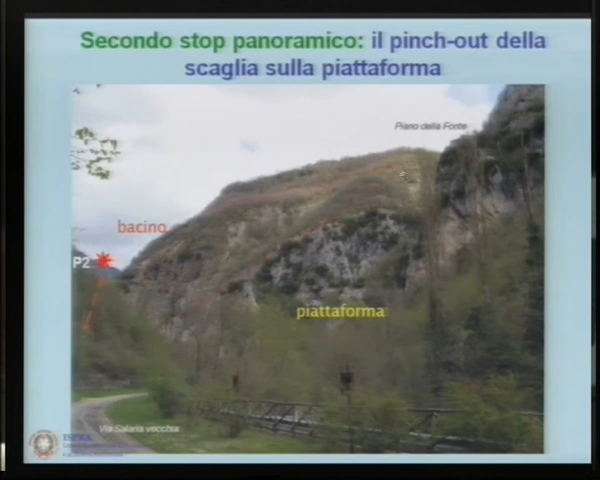 Secondo stop panoramico: il pinch-out della
scaglia sulla piattaforma
Piano della Fonte
bacino
P2
piattaforma
Via Salaria vecchia
ISPRA